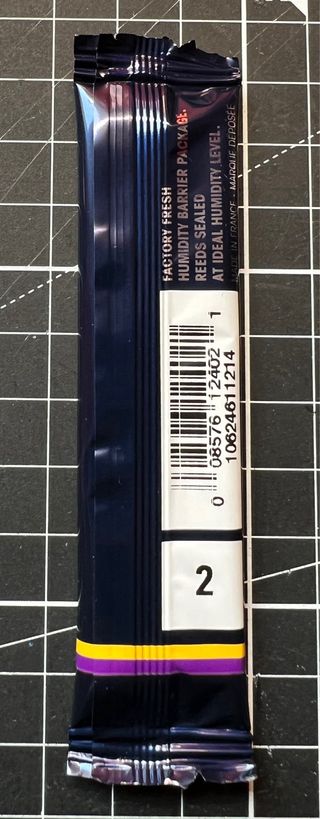 FACTORY FRESH
HUMIDITY BARRIER PACKAGE.
REEDS SEALED
AT IDEAL HUMIDITY LEVEL.
MADE IN FRANCE - MARQUE DÉPOSÉE
0 08576 12402 1
10624611214
2